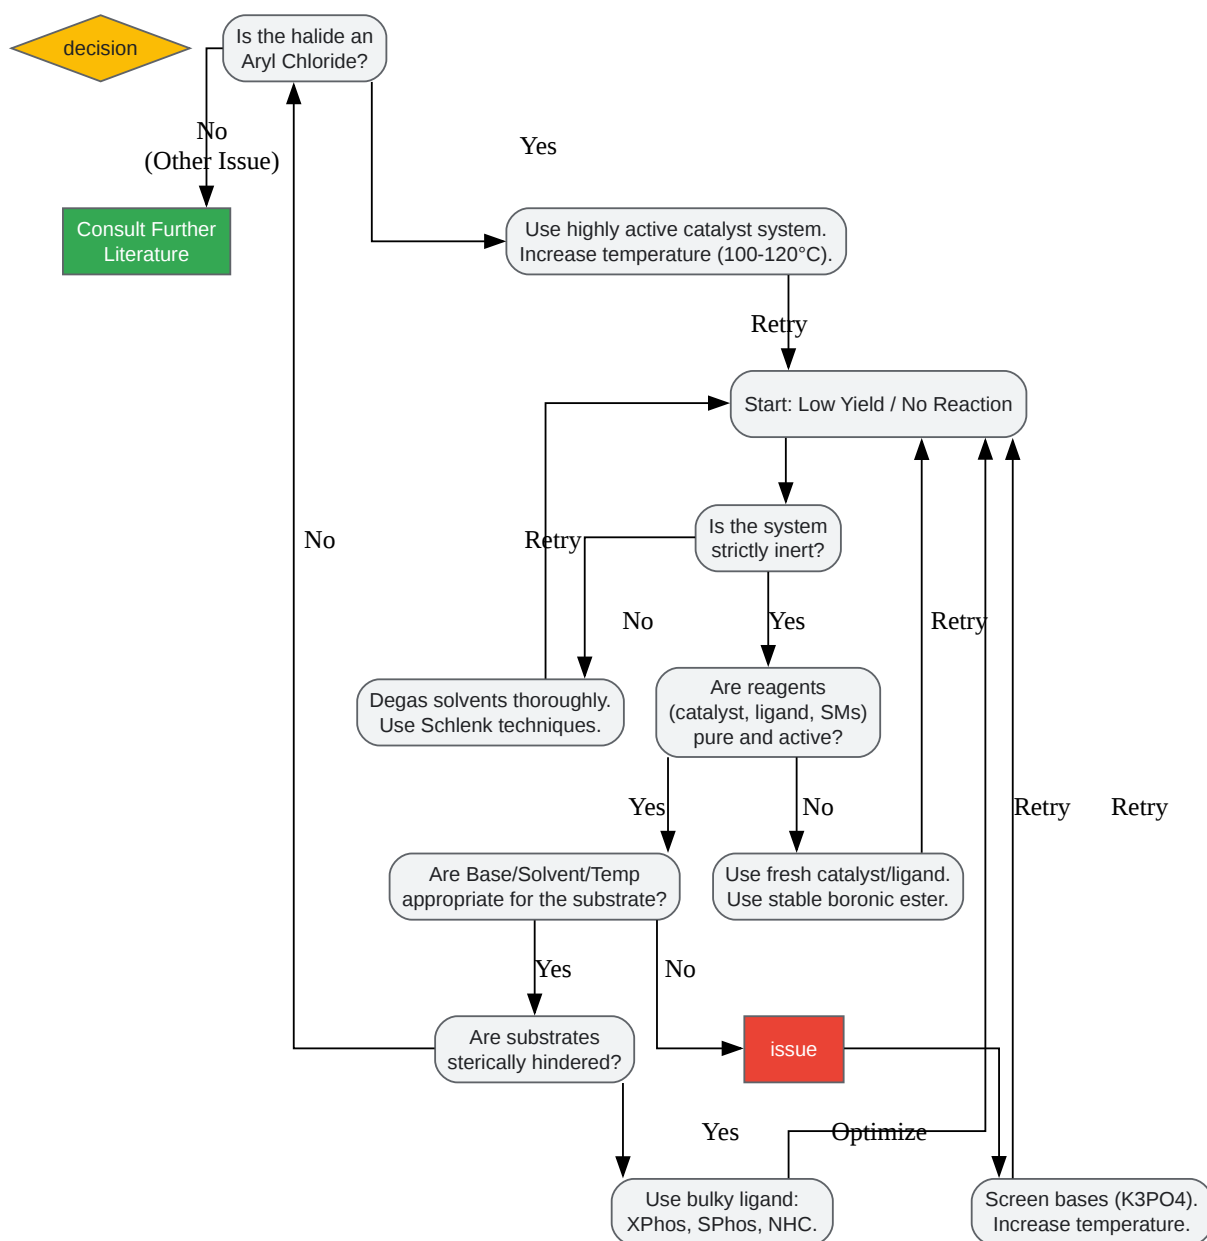 decision
Is the halide an
Aryl Chloride?
No
(Other Issue)
Yes
Consult Further
Literature
Use highly active catalyst system.
Increase temperature (100-120°C).
Retry
Start: Low Yield / No Reaction
Is the system
strictly inert?
No
Retry
No
Yes
Retry
Degas solvents thoroughly.
Use Schlenk techniques.
Are reagents
(catalyst, ligand, SMs)
pure and active?
Yes
No
Retry
Retry
Are Base/Solvent/Temp
appropriate for the substrate?
Use fresh catalyst/ligand.
Use stable boronic ester.
Yes
No
Are substrates
sterically hindered?
issue
Yes
Optimize
Use bulky ligand:
XPhos, SPhos, NHC.
Screen bases (K3PO4).
Increase temperature.